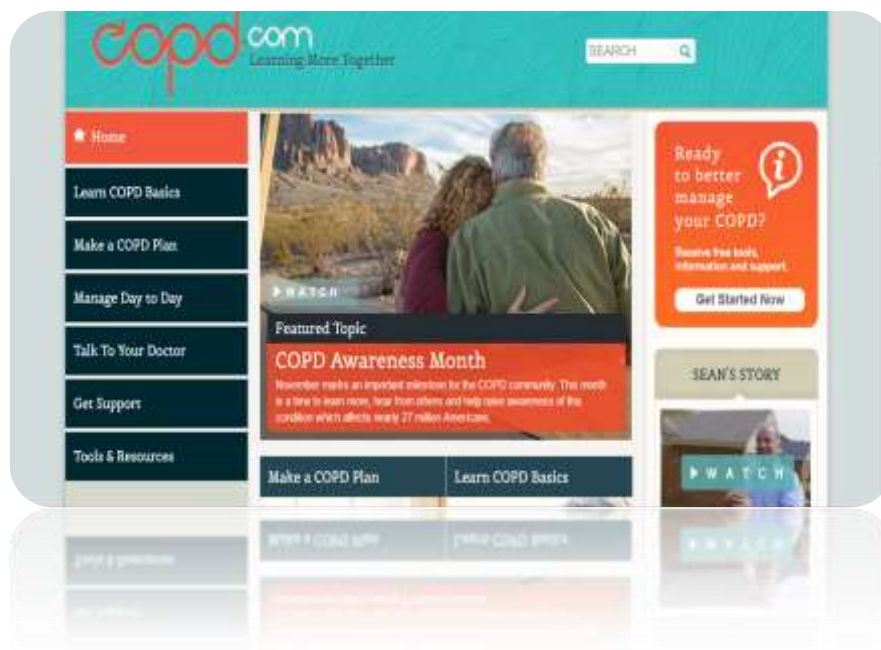 copd.com
Learning More Together
SEARCH
Home
Learn COPD Basics
Make a COPD Plan
Manage Day to Day
Talk To Your Doctor
Get Support
Tools & Resources
WATCH
Featured Topic
COPD Awareness Month
November marks an important milestone for the COPD community. This month
is a time to learn more, hear from others and help raise awareness of this
condition which affects nearly 27 million Americans.
Make a COPD Plan
Learn COPD Basics
Ready
to better
manage
your COPD?
Receive free tools,
information and support.
Get Started Now
SEAN'S STORY
WATCH